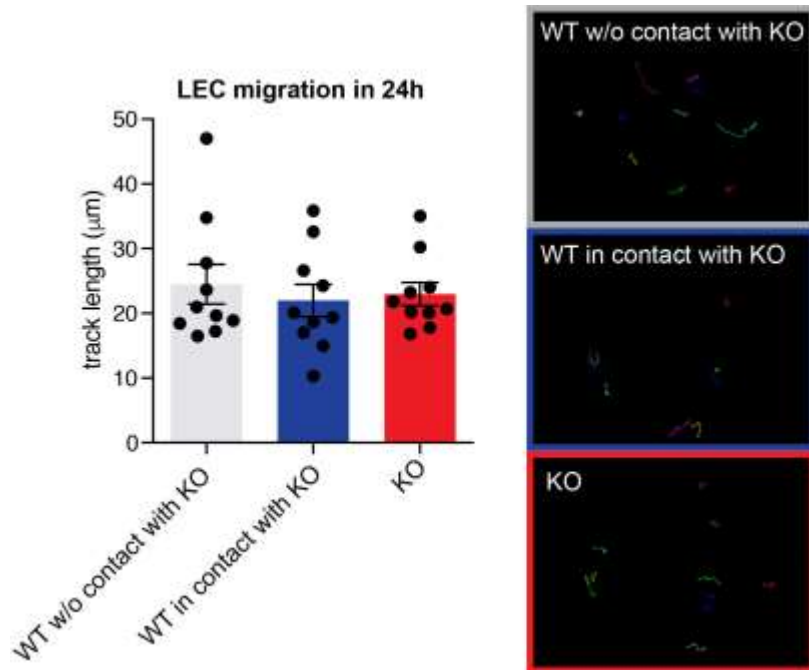 LEC migration in 24h
track length (μm)
50
40
30
20
10
0
WT w/o contact with KO
WT in contact with KO
KO
WT w/o contact with KO
WT in contact with KO
KO